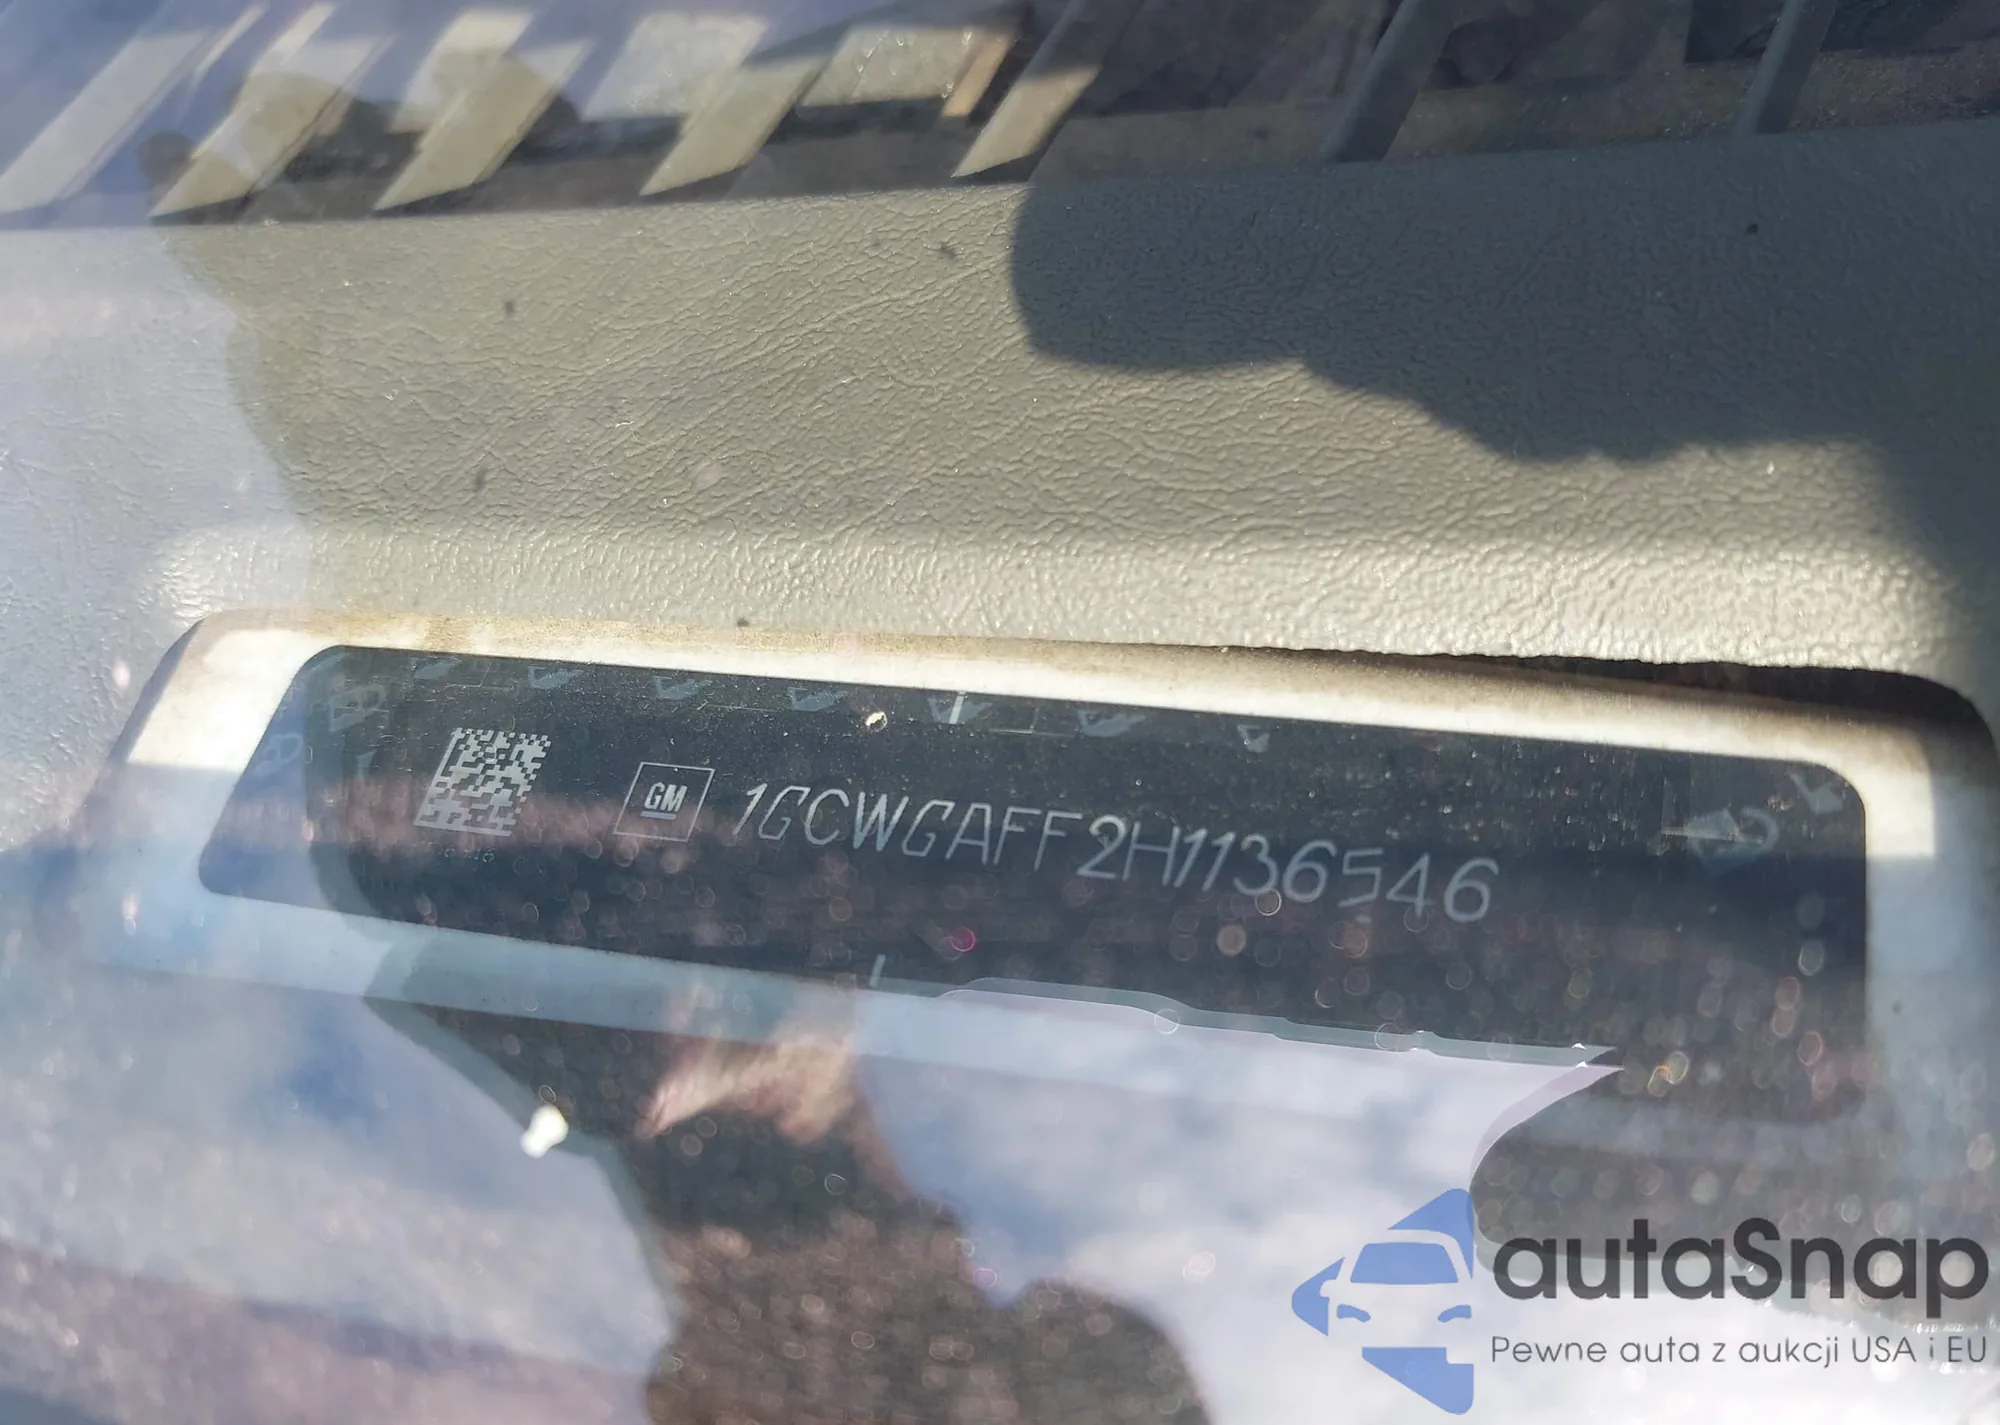 GM 1GCWGAFF2H1136546
autaSnap
Pewne auta z aukcji USA i EU